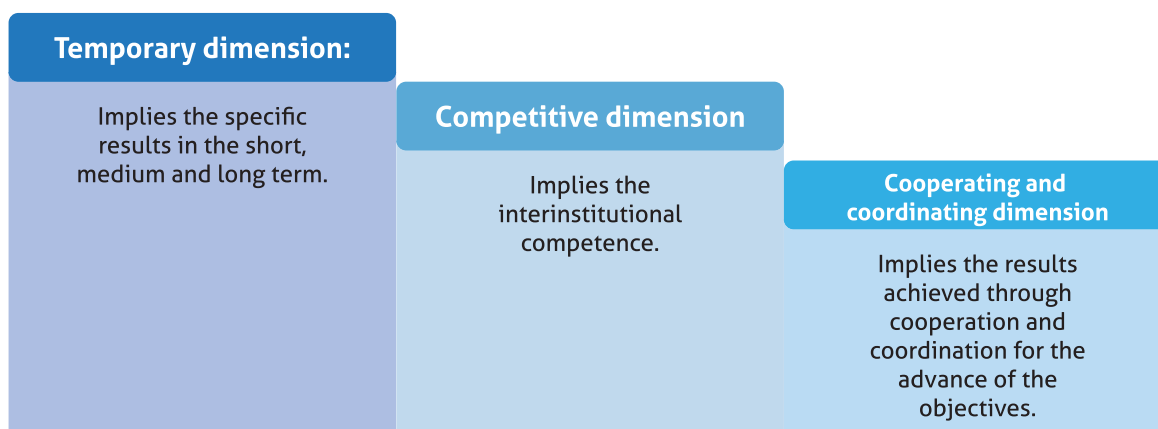 Temporary dimension:
Implies the specific
results in the short,
medium and long term.
Competitive dimension
Implies the
interinstitutional
competence.
Cooperating and
coordinating dimension
Implies the results
achieved through
cooperation and
coordination for the
advance of the
objectives.